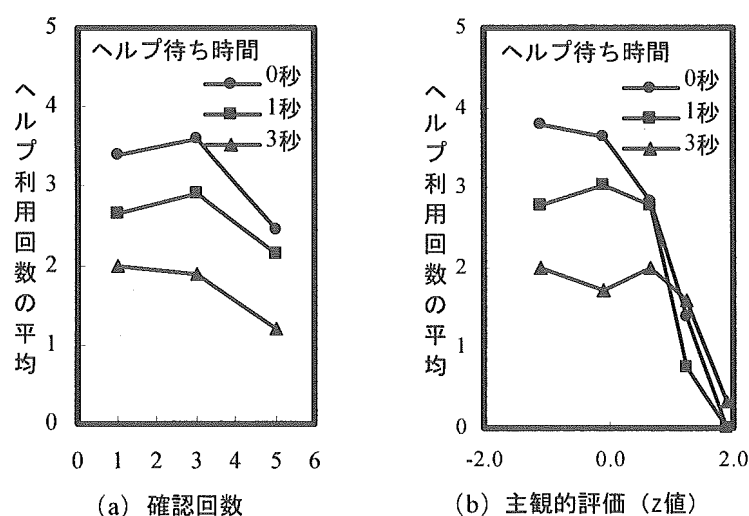 5
4
3
2
1
0
ヘルプ利用回数の平均
ヘルプ待ち時間
0秒
1秒
3秒
0 1 3 4 5 6
(a) 確認回数
5
4
3
2
1
0
ヘルプ利用回数の平均
ヘルプ待ち時間
0秒
1秒
3秒
-2.0 0.0 2.0
(b) 主観的評価（z値）